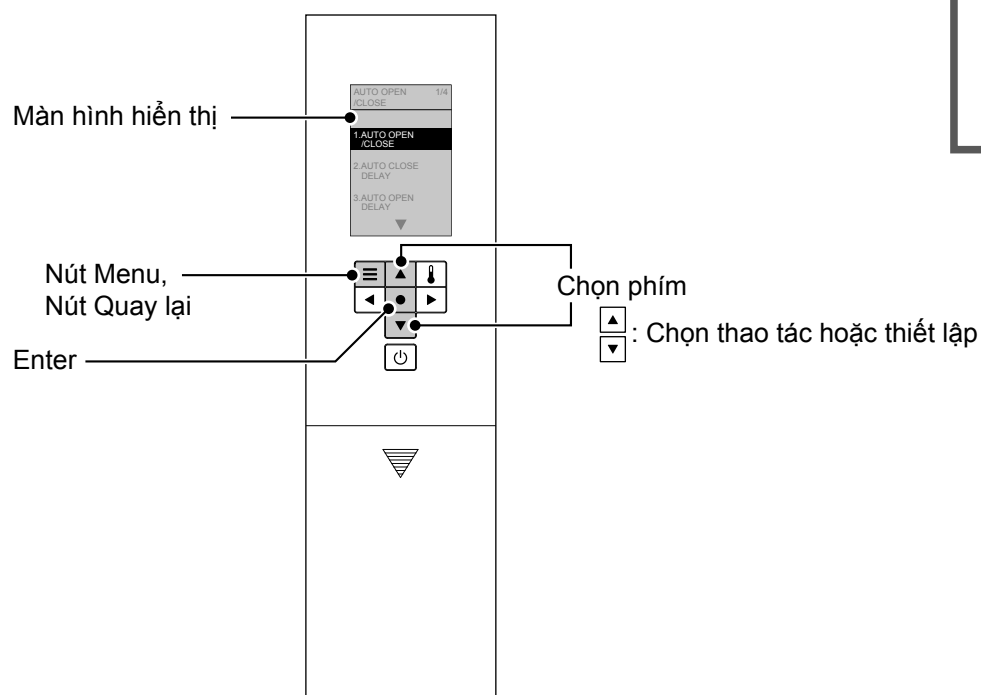 AUTO OPEN 1/4
/CLOSE
1.AUTO OPEN
/CLOSE
2.AUTO CLOSE
DELAY
3.AUTO OPEN
DELAY
▼
Màn hình hiển thị
Nút Menu,
Nút Quay lại
Enter
Chọn phím
▲
▼ : Chọn thao tác hoặc thiết lập